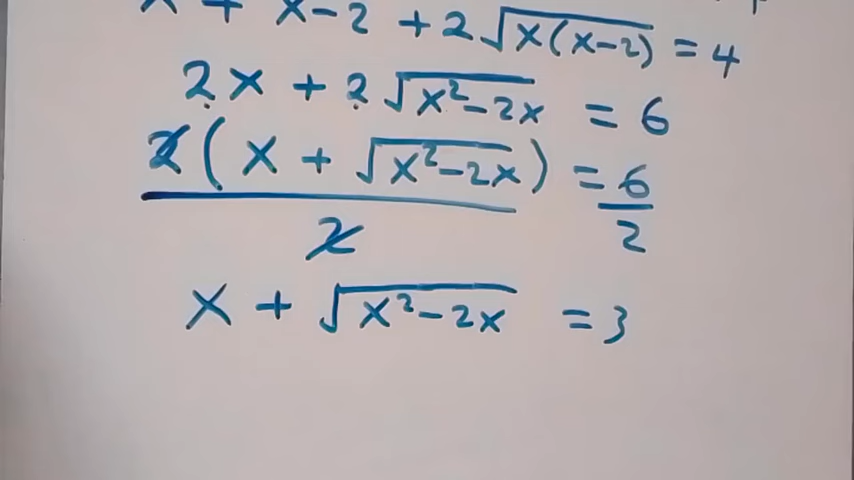 x + x-2 + 2√x(x-2) = 4
2x + 2√x²-2x = 6
2(x + √x²-2x) = 6
2 2
x + √x²-2x = 3